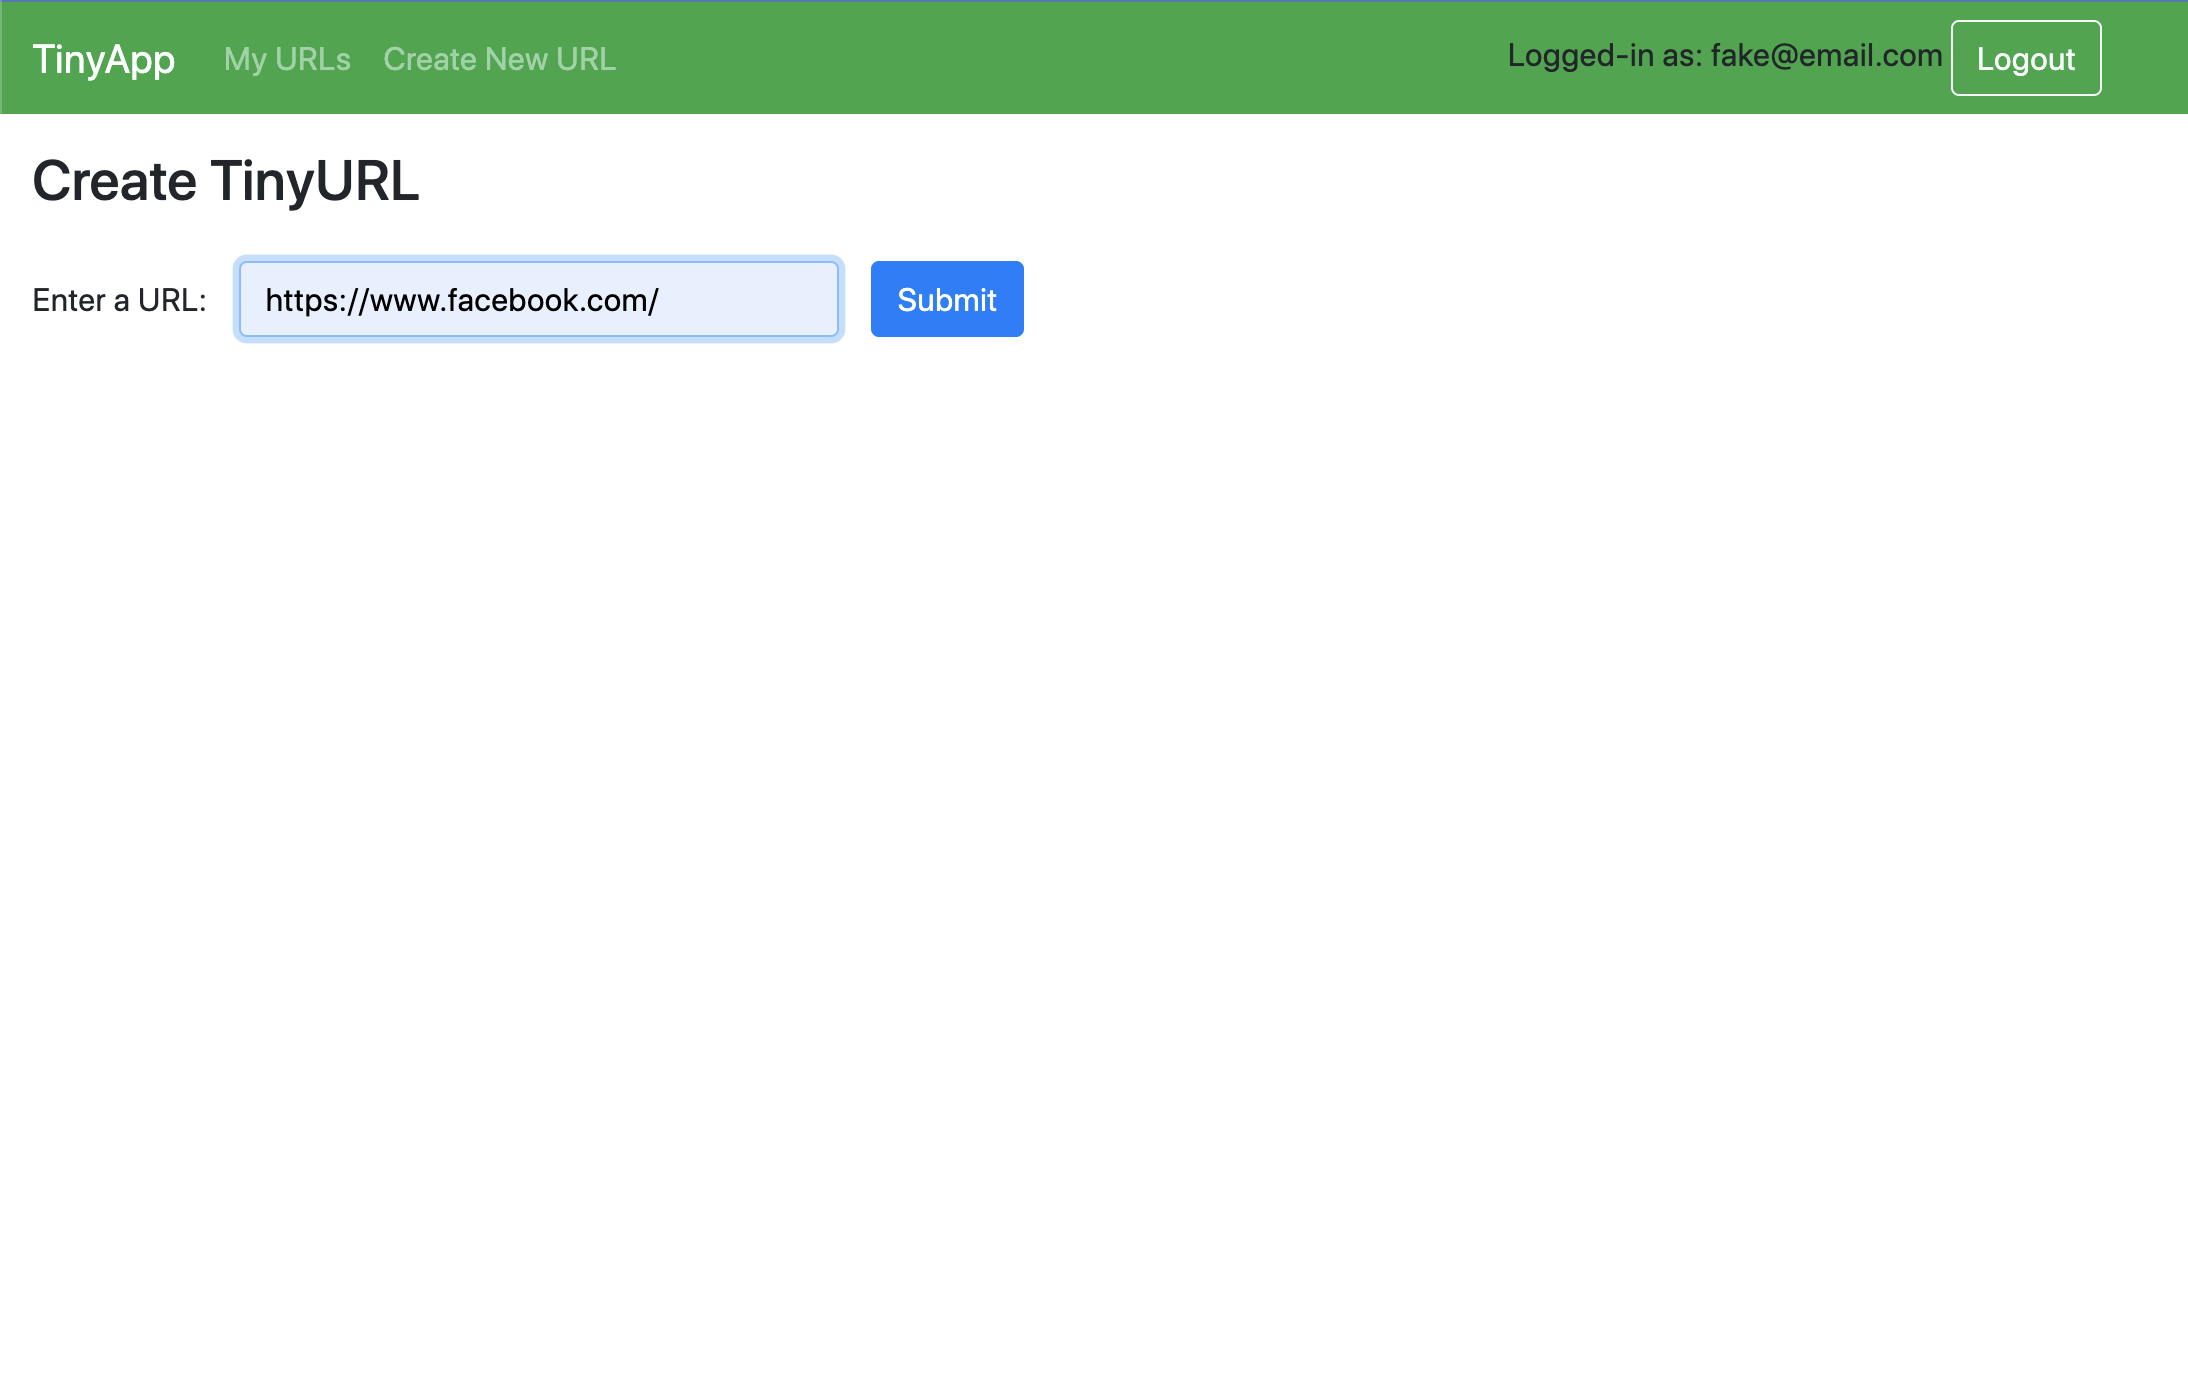 TinyApp My URLs Create New URL Logged-in as: fake@email.com Logout
Create TinyURL
Enter a URL: https://www.facebook.com/ Submit